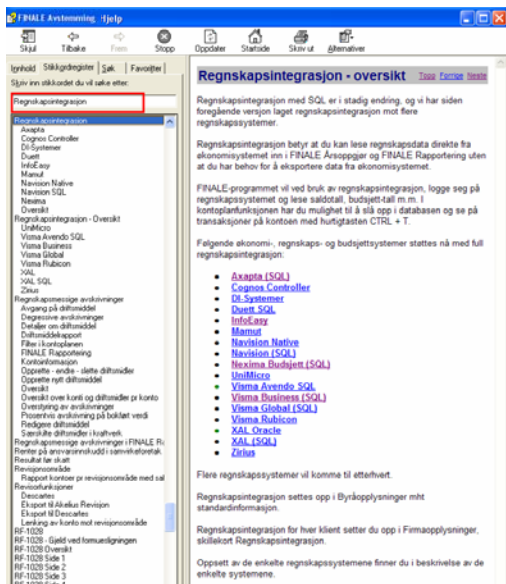 FINALE Avstemming Hjelp
Skjul Tilbake Frem Stopp Oppdater Startside Skriv ut Alternativer
Innhold Stikkordregister Søk Favoritter
Skriv inn stikkordet du vil søke etter:
Regnskapsintegrasjon
Regnskapsintegrasjon
Axapta
Cognos Controller
DI-Systemer
Duett
InfoEasy
Mamut
Navision Native
Navision SQL
Nexima
Oversikt
Regnskapsintegrasjon - Oversikt
UniMicro
Visma Avendo SQL
Visma Business
Visma Global
Visma Rubicon
XAL
XAL SQL
Zirius
Regnskapsmessige avskrivninger
Avgang på driftsmiddel
Degressive avskrivninger
Detaljer om driftsmiddel
Driftsmiddekapport
Filter i kontoplanen
FINALE Rapportering
Kontoinformasjon
Opprette - endre - slette driftsmidler
Opprette nytt driftsmiddel
Oversikt
Oversikt over konti og driftsmidler pr konto
Overstyring av avskrivninger
Prosentvis avskrivning på bokført verdi
Redigere driftsmiddel
Særskilte driftsmidler i kraftverk
Regnskapsmessige avskrivninger i FINALE R
Renter på ansvarsinnskudd i samvirkeforetak
Resultat før skatt
Revisjonsområde
Rapport kontoer pr revisjonsområde med sal
Revisorfunksjoner
Descartes
Eksport til Akelius Revisjon
Eksport til Descartes
Lenking av konto mot revisjonsområde
RF-1028
RF-1028 - Gjeld ved formuesligningen
RF-1028 Oversikt
RF-1028 Side 1
RF-1028 Side 2
RF-1028 Side 3
Regnskapsintegrasjon - oversikt Topp Forrige Neste
Regnskapsintegrasjon med SQL er i stadig endring, og vi har siden
foregående versjon laget regnskapsintegrasjon mot flere
regnskapssystemer.
Regnskapsintegrasjon betyr at du kan lese regnskapsdata direkte fra
økonomisystemet inn i FINALE Årsoppgjør og FINALE Rapportering uten
at du har behov for å eksportere data fra økonomisystemet.
FINALE-programmet vil ved bruk av regnskapsintegrasjon, logge seg på
regnskapssystemet og lese saldotall, budsjett-tall m.m. I
kontoplanfunksjonen har du mulighet til å slå opp i databasen og se på
transaksjoner på kontoen med hurtigtasten CTRL + T.
Følgende økonomi-, regnskaps- og budsjettsystemer støttes nå med full
regnskapsintegrasjon:
• Axapta (SQL)
• Cognos Controller
• DI-Systemer
• Duett SQL
• InfoEasy
• Mamut
• Navision Native
• Navision (SQL)
• Nexima Budsjett (SQL)
• UniMicro
• Visma Avendo SQL
• Visma Business (SQL)
• Visma Global (SQL)
• Visma Rubicon
• XAL Oracle
• XAL (SQL)
• Zirius
Flere regnskapssystemer vil komme til etterhvert.
Regnskapsintegrasjon settes opp i Byråopplysninger mht
standardinformasjon.
Regnskapsintegrasjon for hver klient setter du opp i Firmaopplysninger,
skillekort Regnskapsintegrasjon.
Oppsett av de enkelte regnskapssystemene finner du i beskrivelse av de
enkelte systemene.